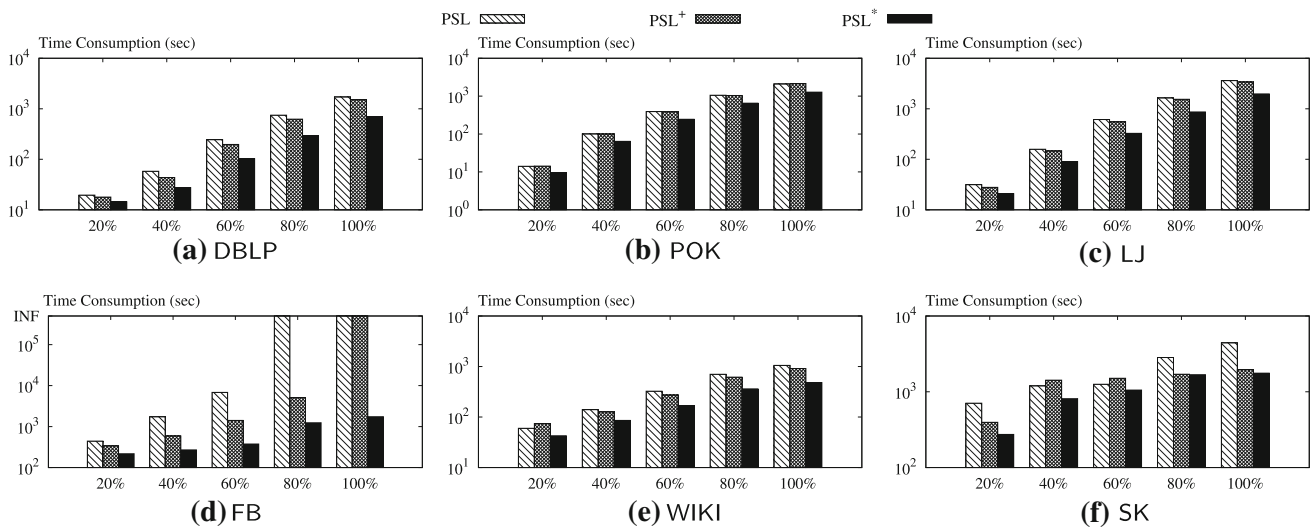 PSL PSL+ PSL*
Time Consumption (sec) Time Consumption (sec) Time Consumption (sec)
10^4 10^4 10^4
10^3 10^3 10^3
10^2 10^2
10^1
10^2
10^1 10^0 10^1
20% 40% 60% 80% 100% 20% 40% 60% 80% 100% 20% 40% 60% 80% 100%
(a) DBLP (b) POK (c) LJ
Time Consumption (sec) Time Consumption (sec) Time Consumption (sec)
INF 10^4 10^4
10^5
10^4 10^3 10^3
10^3 10^2
10^2 10^1 10^2
20% 40% 60% 80% 100% 20% 40% 60% 80% 100% 20% 40% 60% 80% 100%
(d) FB (e) WIKI (f) SK